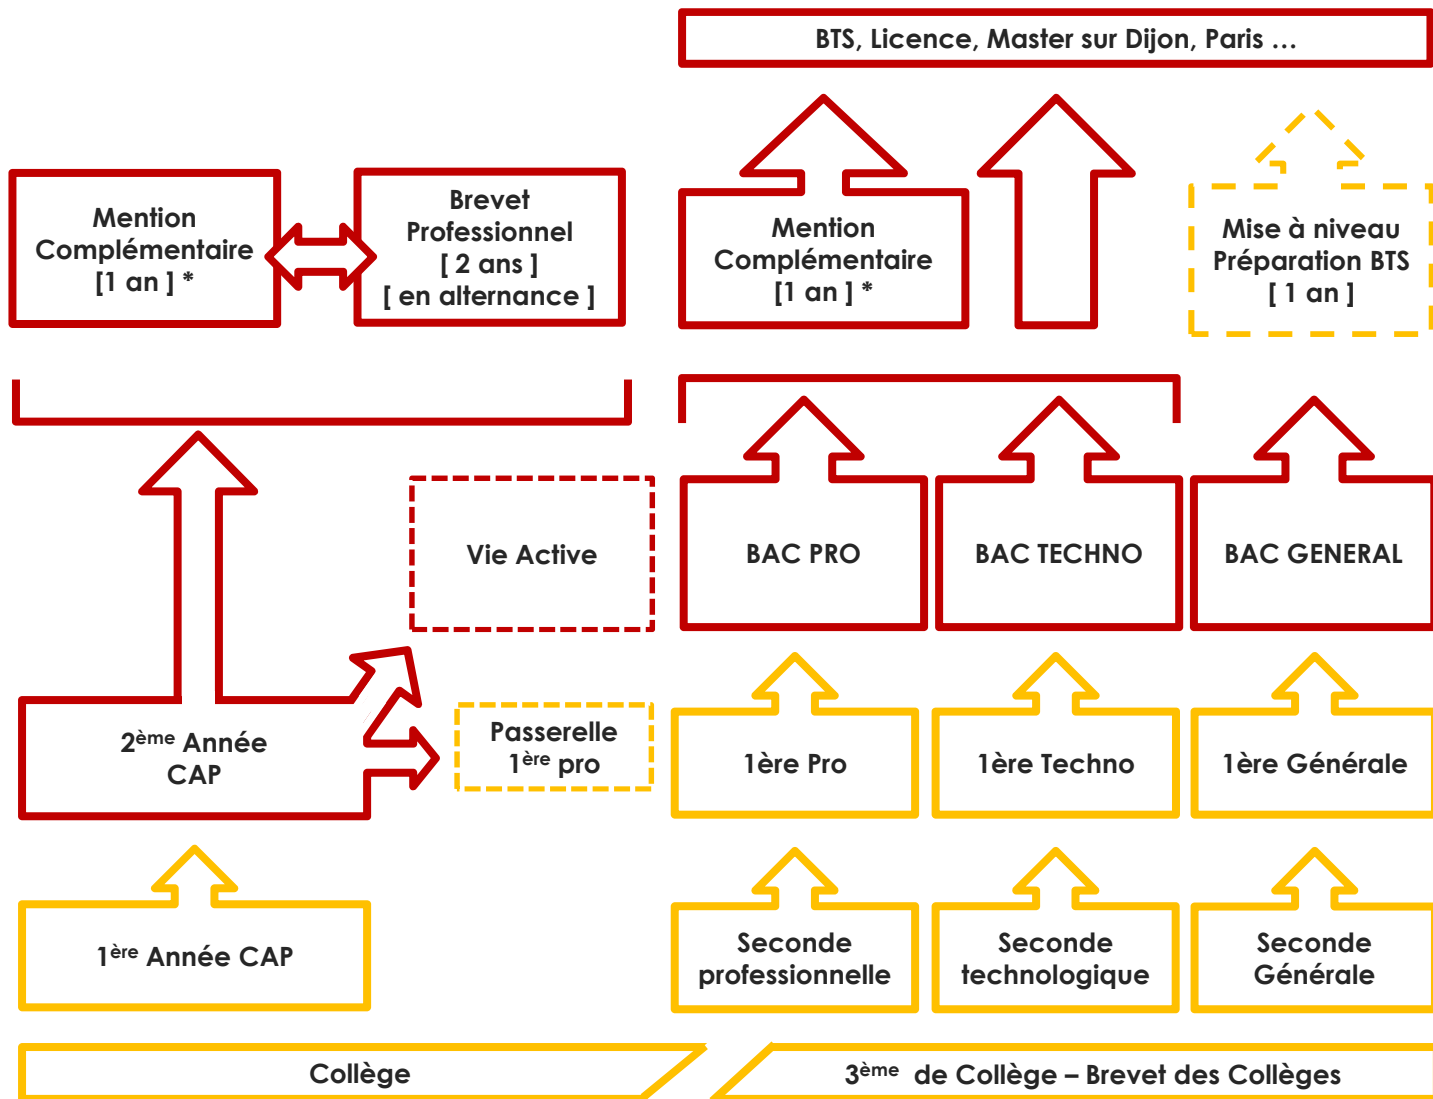 BTS, Licence, Master sur Dijon, Paris …
Mention
Complémentaire
[1 an ] *
Brevet
Professionnel
[ 2 ans ]
[ en alternance ]
Mention
Complémentaire
[1 an ] *
Mise à niveau
Préparation BTS
[ 1 an ]
Vie Active
BAC PRO
BAC TECHNO
BAC GENERAL
2ème Année
CAP
Passerelle
1ère pro
1ère Pro
1ère Techno
1ère Générale
1ère Année CAP
Seconde
professionnelle
Seconde
technologique
Seconde
Générale
Collège
3ème de Collège – Brevet des Collèges